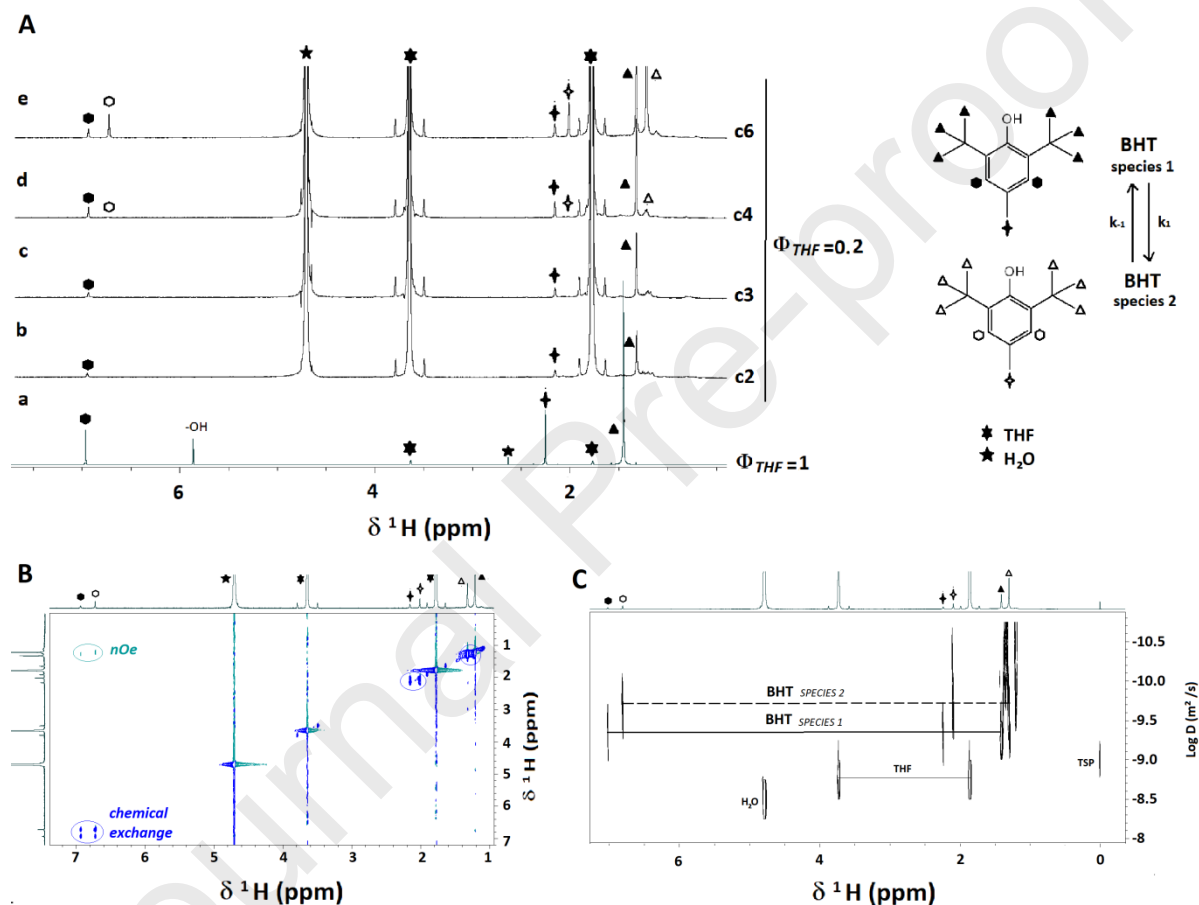 A
e
c6
d
c4
c
c3
b
c2
a
-OH
Φ_THF=0.2
Φ_THF=1
6
4
2
δ ¹H (ppm)
OH
BHT
species 1
k₋₁
k₁
BHT
species 2
OH
THF
H₂O
Journal Pre-proof
B
nOe
chemical
exchange
7
6
5
4
3
2
1
δ ¹H (ppm)
1
2
3
4
5
6
7
δ ¹H (ppm)
C
BHT SPECIES 2
BHT SPECIES 1
THF
H₂O
TSP
-10.5
-10.0
-9.5
-9.0
-8.5
-8
Log D (m²/s)
6
4
2
0
δ ¹H (ppm)